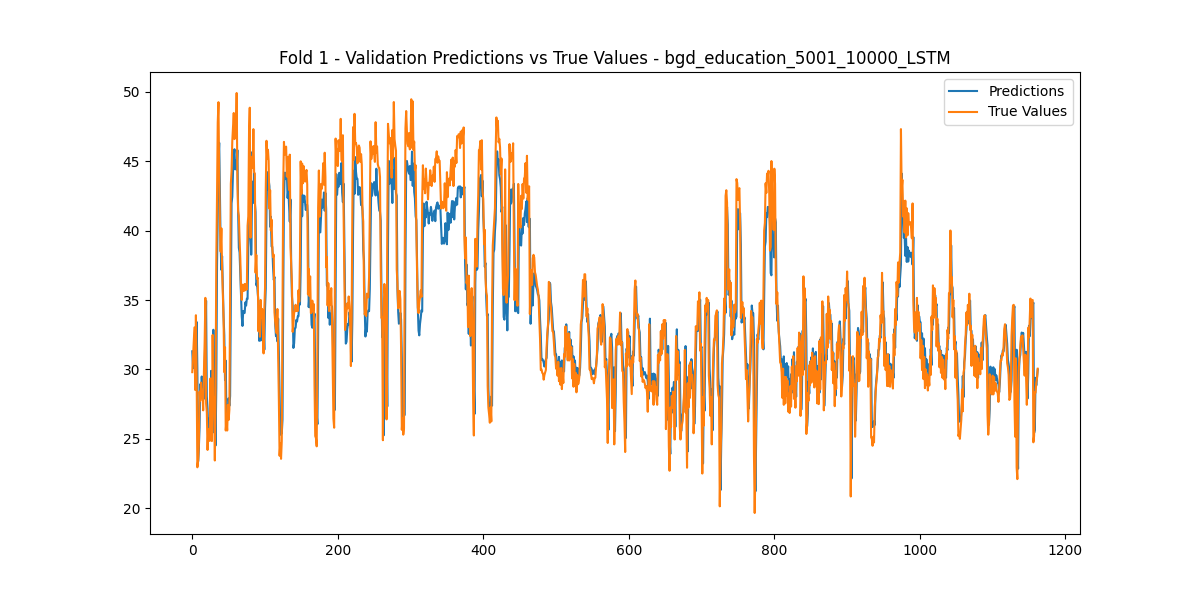 Fold 1 - Validation Predictions vs True Values - bgd_education_5001_10000_LSTM
Predictions
True Values
50
45
40
35
30
25
20
0 200 400 600 800 1000 1200